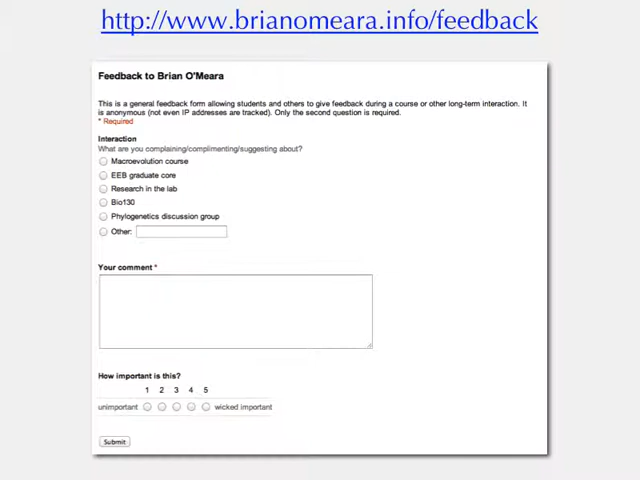 http://www.brianomeara.info/feedback
Feedback to Brian O'Meara
This is a general feedback form allowing students and others to give feedback during a course or other long-term interaction. It
is anonymous (not even IP addresses are tracked). Only the second question is required.
* Required
Interaction
What are you complaining/complimenting/suggesting about?
Macroevolution course
EEB graduate core
Research in the lab
Bio130
Phylogenetics discussion group
Other:
Your comment *
How important is this?
1 2 3 4 5
unimportant wicked important
Submit